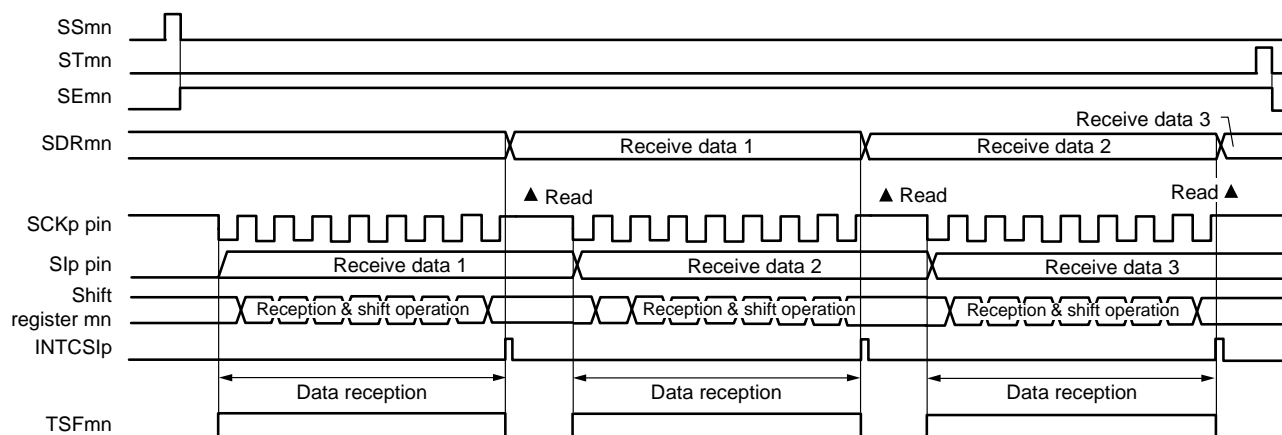 SSmn
STmn
SEmn
Receive data 3
SDRmn
Receive data 1
Receive data 2
▲ Read
▲ Read
Read ▲
SCKp pin
SIp pin
Receive data 1
Receive data 2
Receive data 3
Shift
register mn
Reception & shift operation
Reception & shift operation
Reception & shift operation
INTCSIp
Data reception
Data reception
Data reception
TSFmn